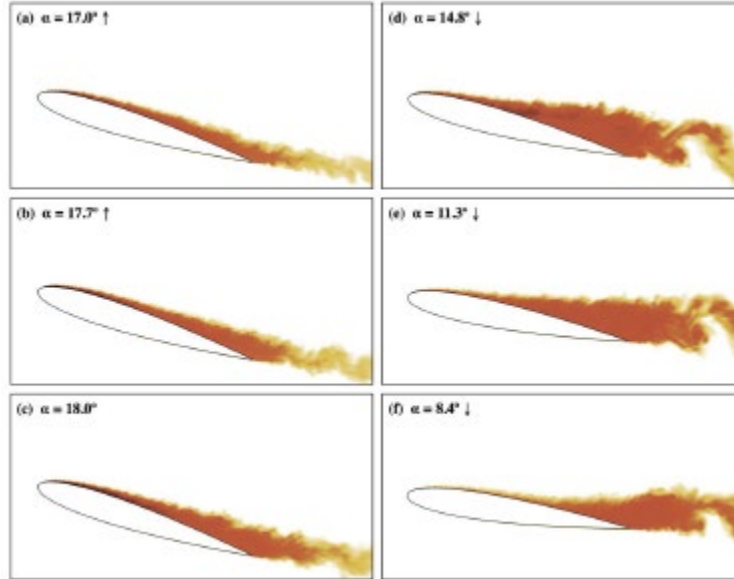 (a) α = 17.0° ↑
(b) α = 17.7° ↑
(c) α = 18.0°
(d) α = 14.8° ↓
(e) α = 11.3° ↓
(f) α = 8.4° ↓